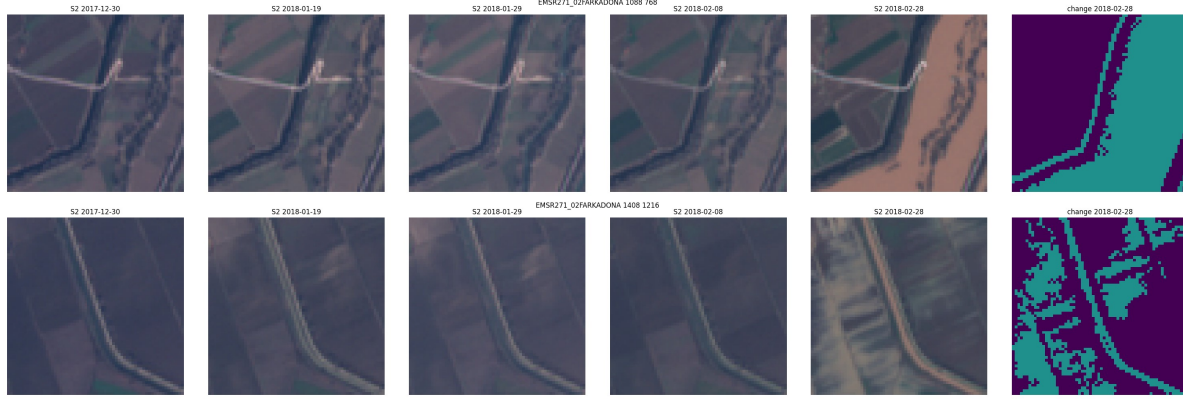 EMSR271_02FARKADONA 1088 768
S2 2017-12-30
S2 2018-01-19
S2 2018-01-29
S2 2018-02-08
S2 2018-02-28
change 2018-02-28
EMSR271_02FARKADONA 1408 1216
S2 2017-12-30
S2 2018-01-19
S2 2018-01-29
S2 2018-02-08
S2 2018-02-28
change 2018-02-28